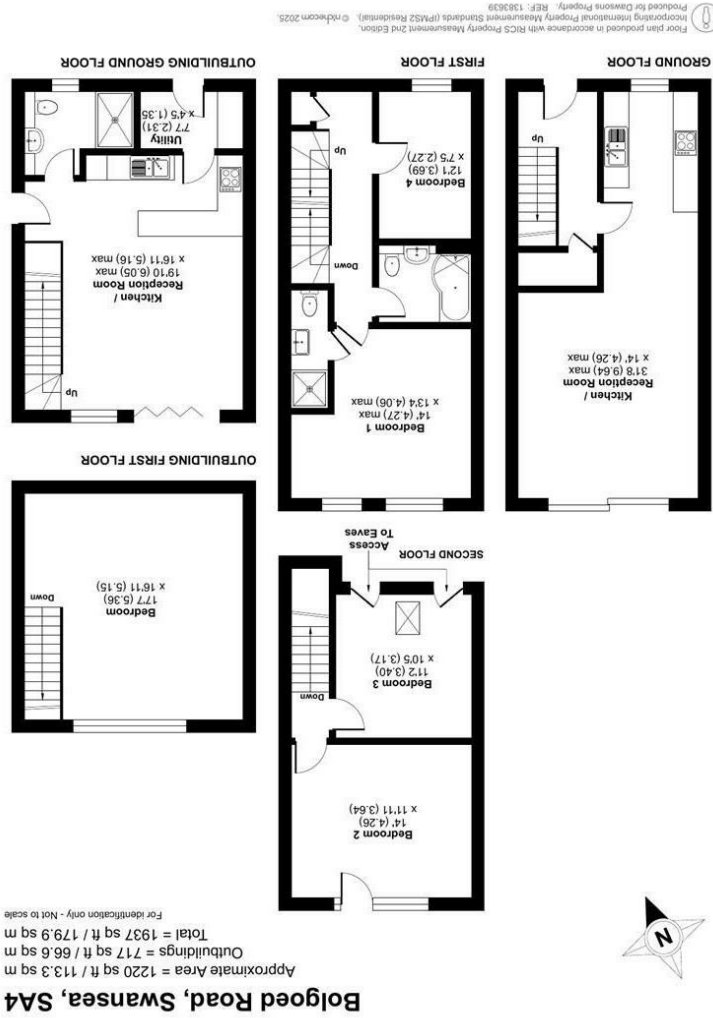 Bolgoed Road, Swansea, SA4
Approximate Area = 1220 sq ft / 113.3 sq m
Outbuildings = 717 sq ft / 66.6 sq m
Total = 1937 sq ft / 179.9 sq m
For identification only - Not to scale
N
Bedroom 2
14' (4.26)
x 11'11 (3.64)
Down
Bedroom 3
11'2 (3.40)
x 10'5 (3.17)
SECOND FLOOR
Access
To Eaves
Down
Bedroom
17'7 (5.36)
x 16'11 (5.15)
OUTBUILDING FIRST FLOOR
Kitchen /
Reception Room
31'8 (9.64) max
x 14' (4.26) max
Up
GROUND FLOOR
Bedroom 1
14' (4.27) max
x 13'4 (4.06) max
Down
Up
Bedroom 4
12'1 (3.69)
x 7'5 (2.27)
FIRST FLOOR
Up
Kitchen /
Reception Room
19'10 (6.05) max
x 16'11 (5.16) max
Utility
7'7 (2.31)
x 4'5 (1.35)
OUTBUILDING GROUND FLOOR
Floor plan produced in accordance with RICS Property Measurement 2nd Edition,
Incorporating International Property Measurement Standards (IPMS2 Residential). © nichecom 2025.
Produced for Dawsons Property. REF: 1383639